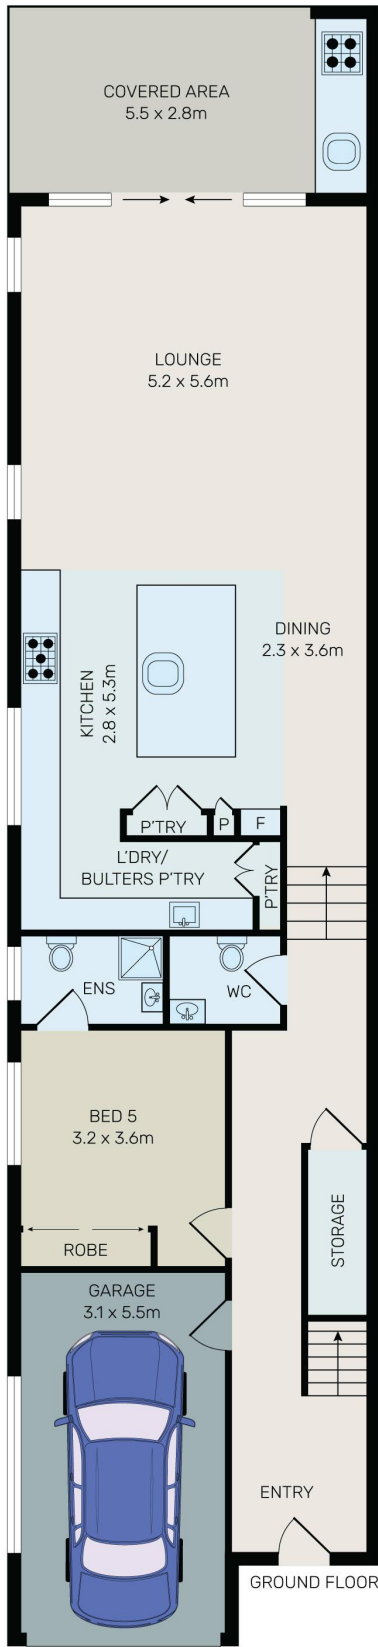 COVERED AREA
5.5 x 2.8m
LOUNGE
5.2 x 5.6m
DINING
2.3 x 3.6m
KITCHEN
2.8 x 5.3m
P'TRY
P
F
L'DRY/
BULTERS P'TRY
P'TRY
ENS
WC
BED 5
3.2 x 3.6m
ROBE
STORAGE
GARAGE
3.1 x 5.5m
ENTRY
GROUND FLOOR